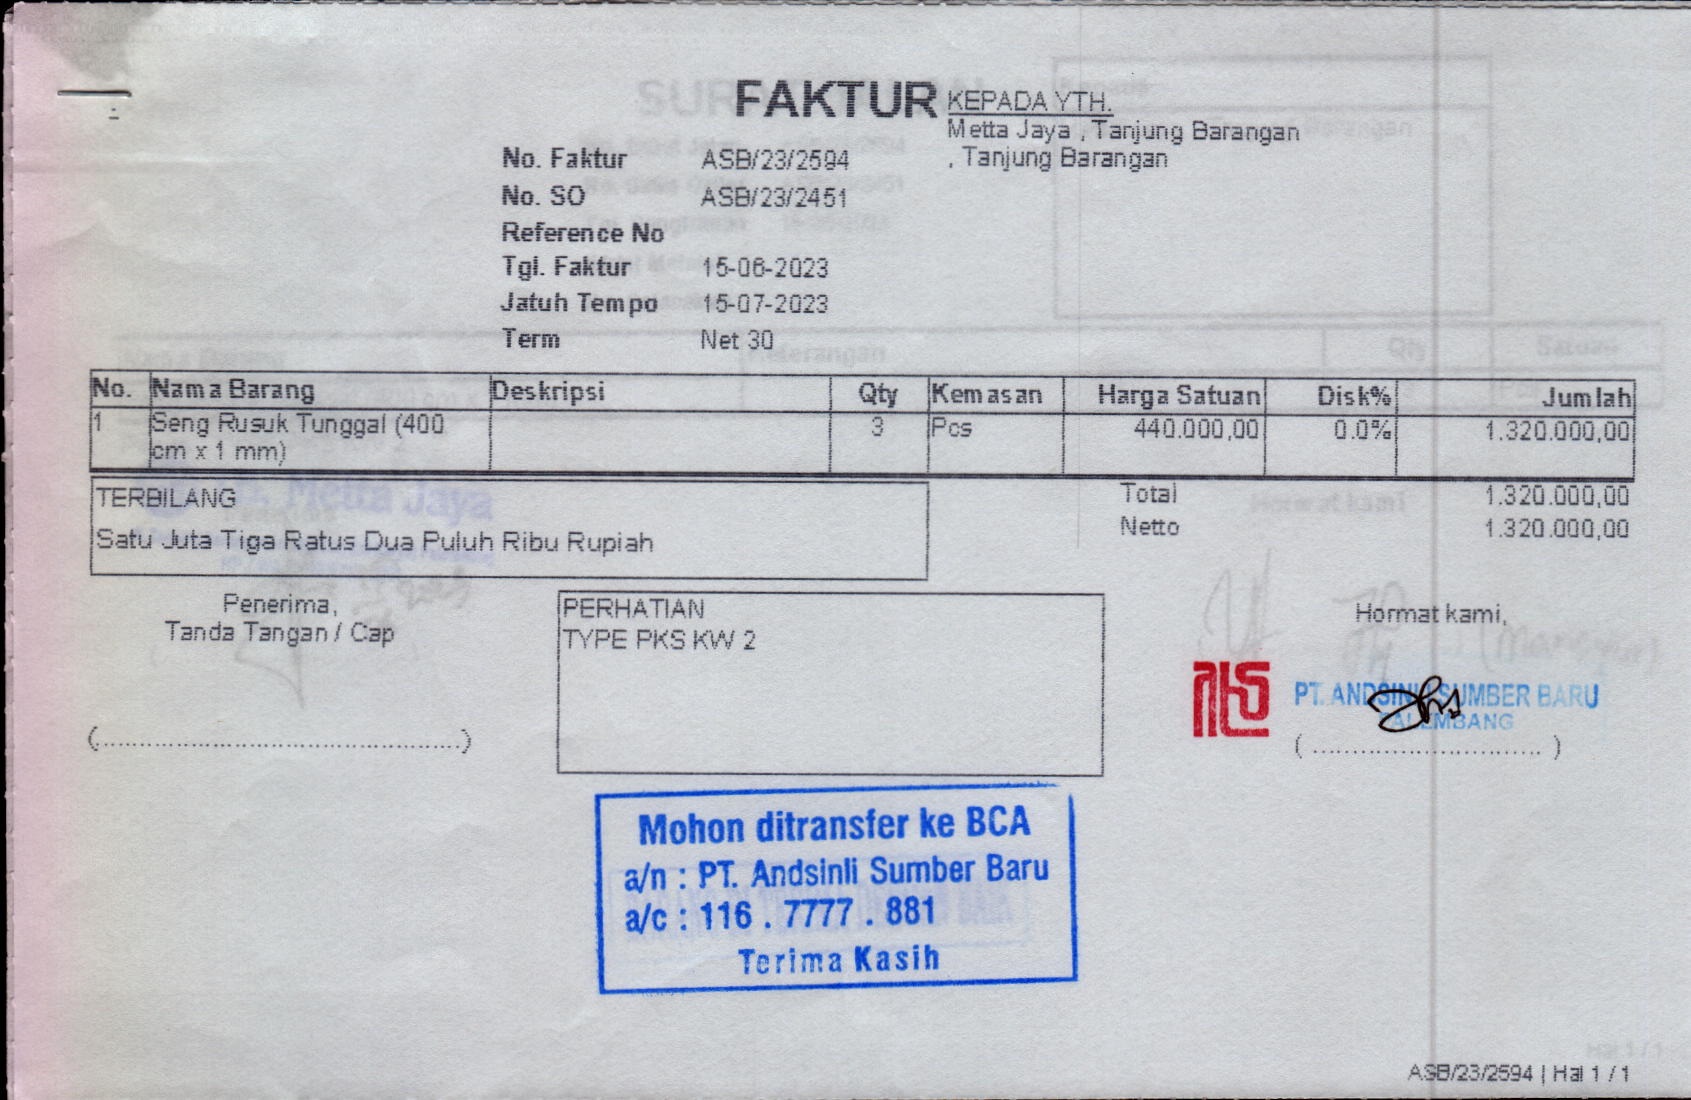 FAKTUR
KEPADA YTH.
Metta Jaya , Tanjung Barangan
, Tanjung Barangan
No. Faktur ASB/23/2594
No. SO ASB/23/2451
Reference No
Tgl. Faktur 15-06-2023
Jatuh Tempo 15-07-2023
Term Net 30
No. Nama Barang Deskripsi Qty Kemasan Harga Satuan Disk% Jumlah
1 Seng Rusuk Tunggal (400 3 Pcs 440.000,00 0.0% 1.320.000,00
cm x 1 mm)
TERBILANG
Satu Juta Tiga Ratus Dua Puluh Ribu Rupiah
Total 1.320.000,00
Netto 1.320.000,00
Penerima,
Tanda Tangan / Cap
(..............................................)
PERHATIAN
TYPE PKS KW 2
Hormat kami,
PT. ANDSINLI SUMBER BARU
PALEMBANG
( .............................. )
Mohon ditransfer ke BCA
a/n : PT. Andsinli Sumber Baru
a/c : 116 . 7777 . 881
Terima Kasih
ASB/23/2594 | Hal 1 / 1